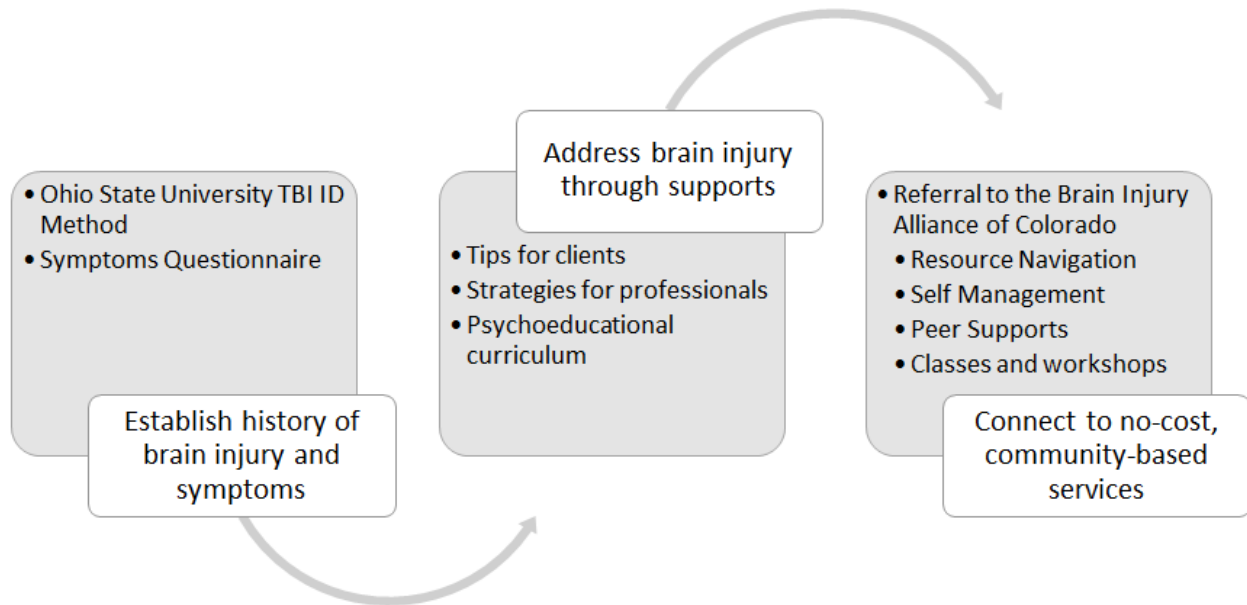 • Ohio State University TBI ID
Method
• Symptoms Questionnaire
Establish history of
brain injury and
symptoms
Address brain injury
through supports
• Tips for clients
• Strategies for professionals
• Psychoeducational
curriculum
• Referral to the Brain Injury
Alliance of Colorado
• Resource Navigation
• Self Management
• Peer Supports
• Classes and workshops
Connect to no-cost,
community-based
services